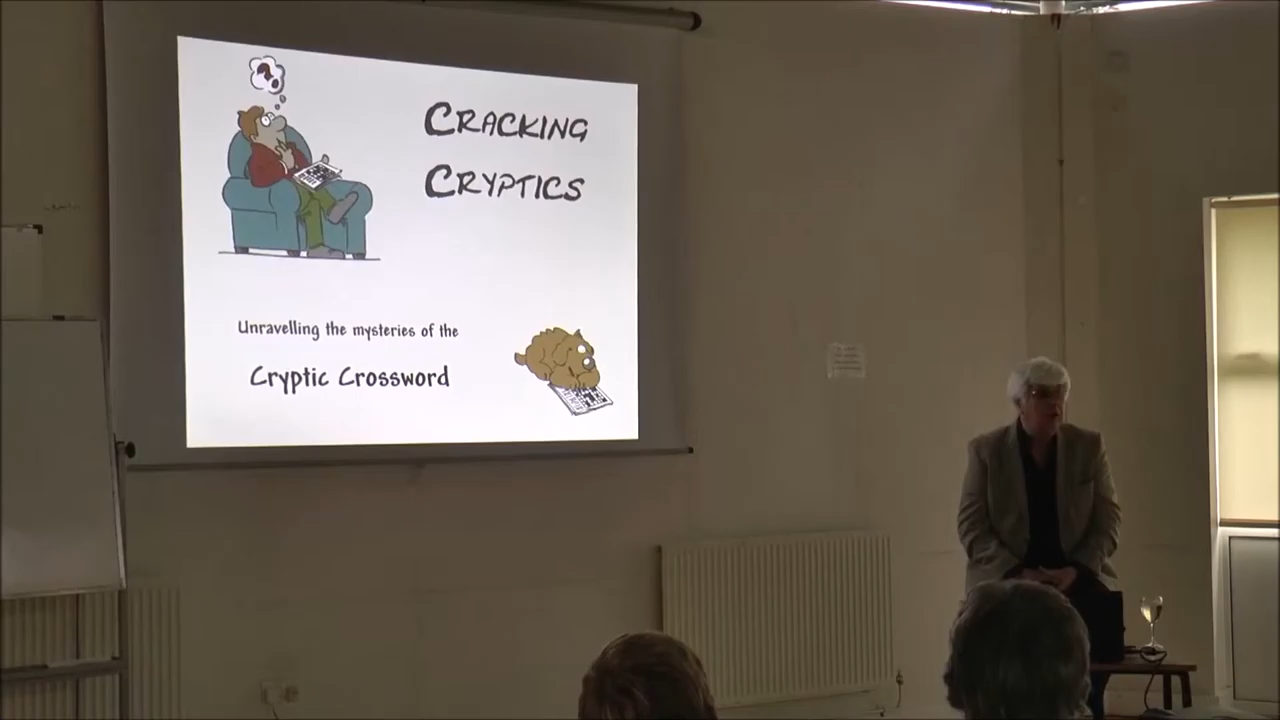 CRACKING
CRYPTICS
Unravelling the mysteries of the
Cryptic Crossword